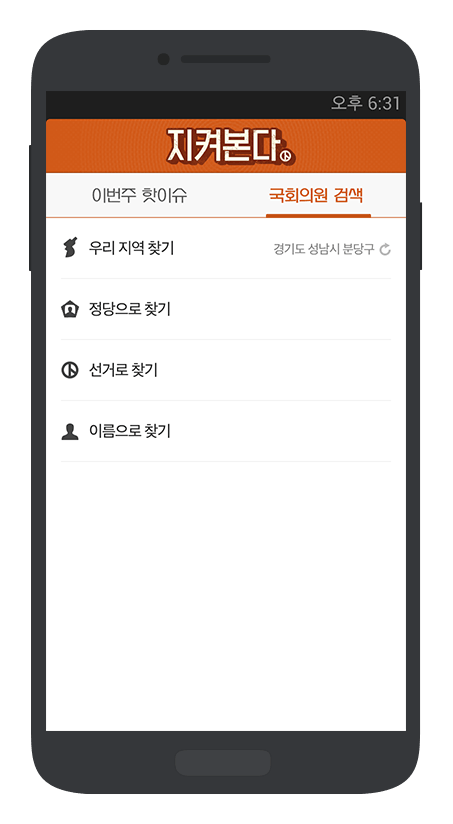 오후 6:31
지켜본다.
이번주 핫이슈 국회의원 검색
우리 지역 찾기 경기도 성남시 분당구
정당으로 찾기
선거로 찾기
이름으로 찾기